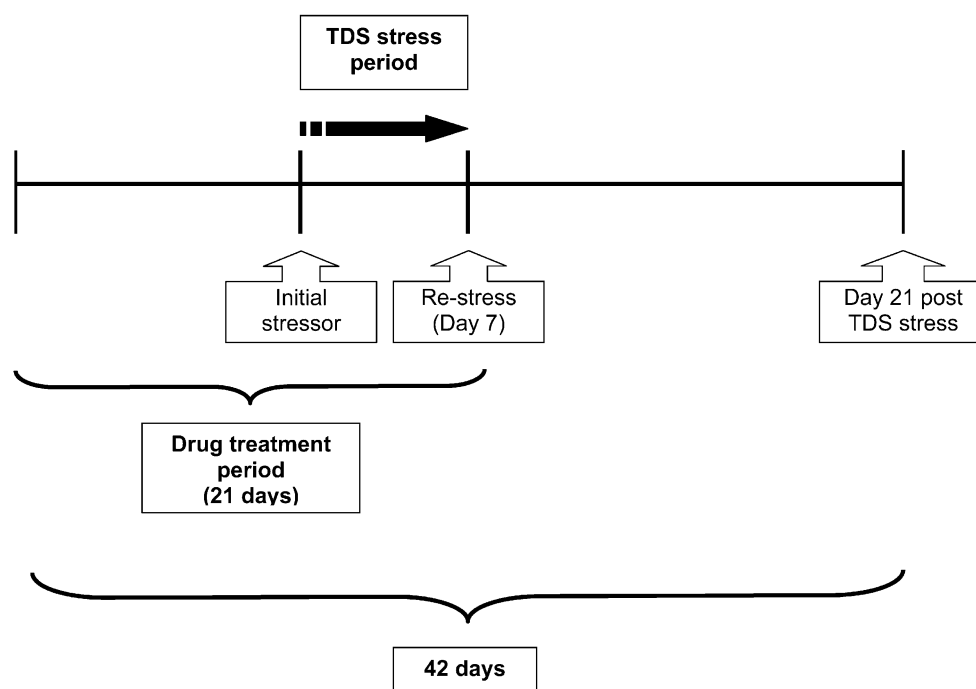 TDS stress
period
Initial
stressor
Re-stress
(Day 7)
Day 21 post
TDS stress
Drug treatment
period
(21 days)
42 days